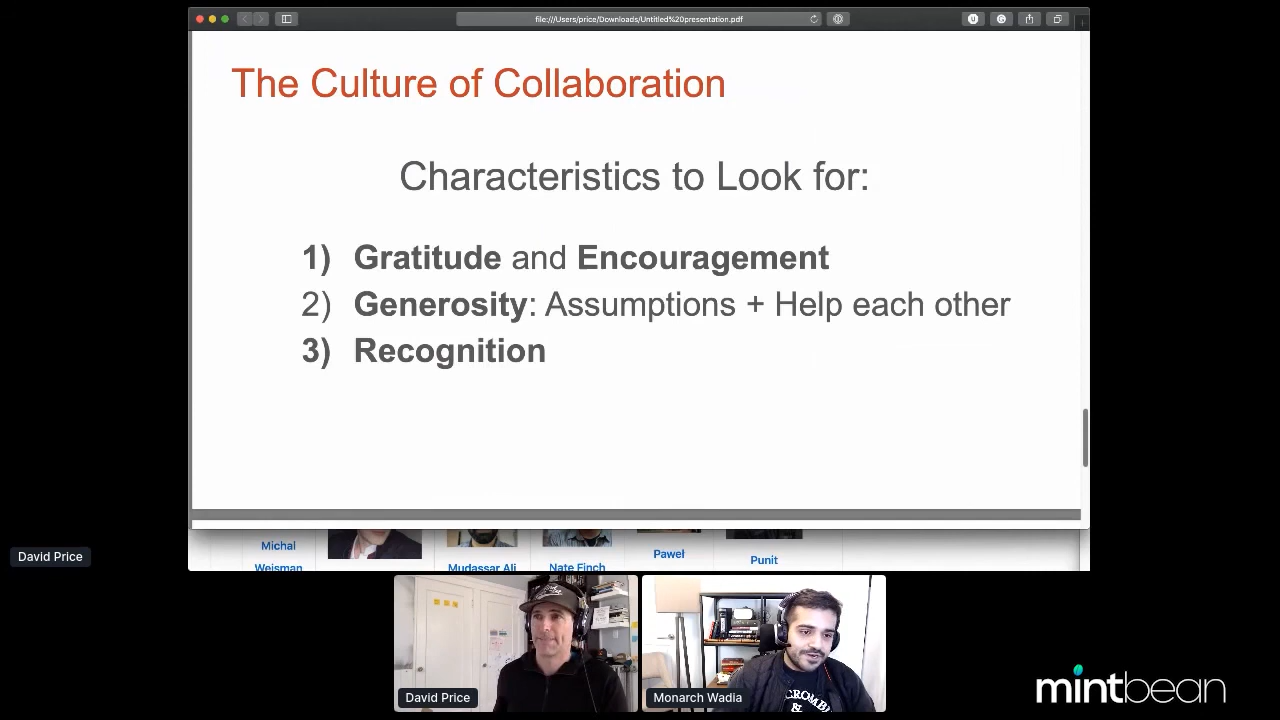 file:///Users/price/Downloads/Untitled%20presentation.pdf
The Culture of Collaboration
Characteristics to Look for:
1) Gratitude and Encouragement
2) Generosity: Assumptions + Help each other
3) Recognition
Michal
Weisman
Mudassar Ali
Nate Finch
Paweł
Punit
David Price
David Price
Monarch Wadia
mintbean